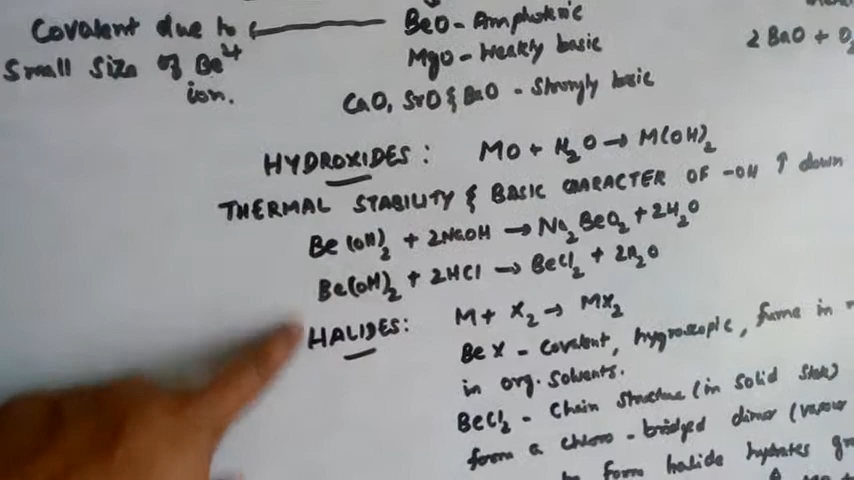 Covalent due to BeO - Amphoteric
Small Size of Be²⁺ MgO - Weakly basic 2 BaO + O₂
ion.
CaO, SrO & BaO - Strongly basic
HYDROXIDES : MO + H₂O → M(OH)₂
THERMAL STABILITY & BASIC CHARACTER OF -OH ↑ down
Be(OH)₂ + 2NaOH → Na₂BeO₂ + 2H₂O
Be(OH)₂ + 2HCl → BeCl₂ + 2H₂O
HALIDES: M + X₂ → MX₂
BeX - Covalent, hygroscopic, fume in
in org. Solvents.
BeCl₂ - Chain Structure (in Solid State)
form a chloro - bridged dimer (vapour
form halide hydrates